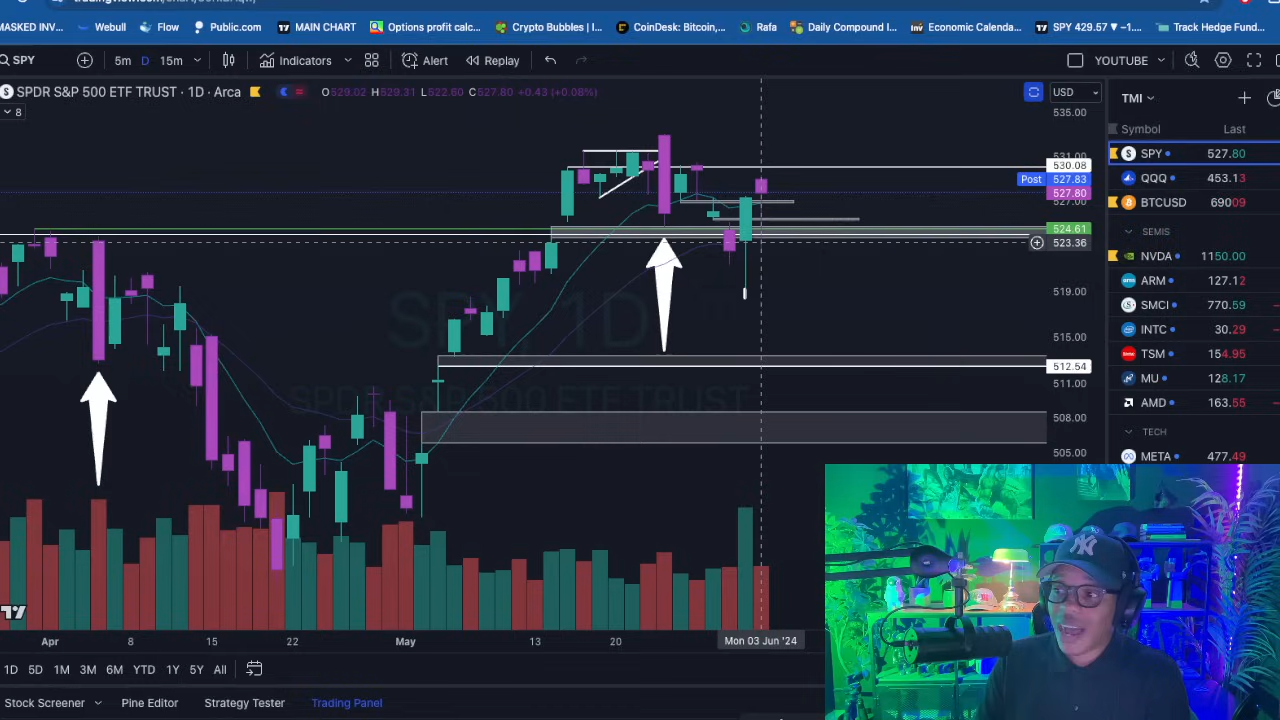 MASKED INV...
Webull
Flow
Public.com
MAIN CHART
Options profit calc...
Crypto Bubbles | I...
CoinDesk: Bitcoin,...
Rafa
Daily Compound I...
Economic Calenda...
SPY 429.57 ▼ −1....
Track Hedge Fund...
SPY
5m
D
15m
Indicators
Alert
Replay
YOUTUBE
SPDR S&P 500 ETF TRUST · 1D · Arca
O529.02 H529.31 L522.60 C527.80 +0.43 (+0.08%)
USD
TMI
8
Symbol
Last
535.00
531.00
530.08
Post
527.83
527.80
527.00
524.61
523.36
519.00
515.00
512.54
511.00
508.00
505.00
SPY, 1D
SPDR S&P 500 ETF TRUST
SPY
527.80
QQQ
453.13
BTCUSD
69009
SEMIS
NVDA
1150.00
ARM
127.12
SMCI
770.59
INTC
30.29
TSM
154.95
MU
128.17
AMD
163.55
TECH
META
477.49
Apr
8
15
22
May
13
20
Mon 03 Jun '24
1D
5D
1M
3M
6M
YTD
1Y
5Y
All
Stock Screener
Pine Editor
Strategy Tester
Trading Panel